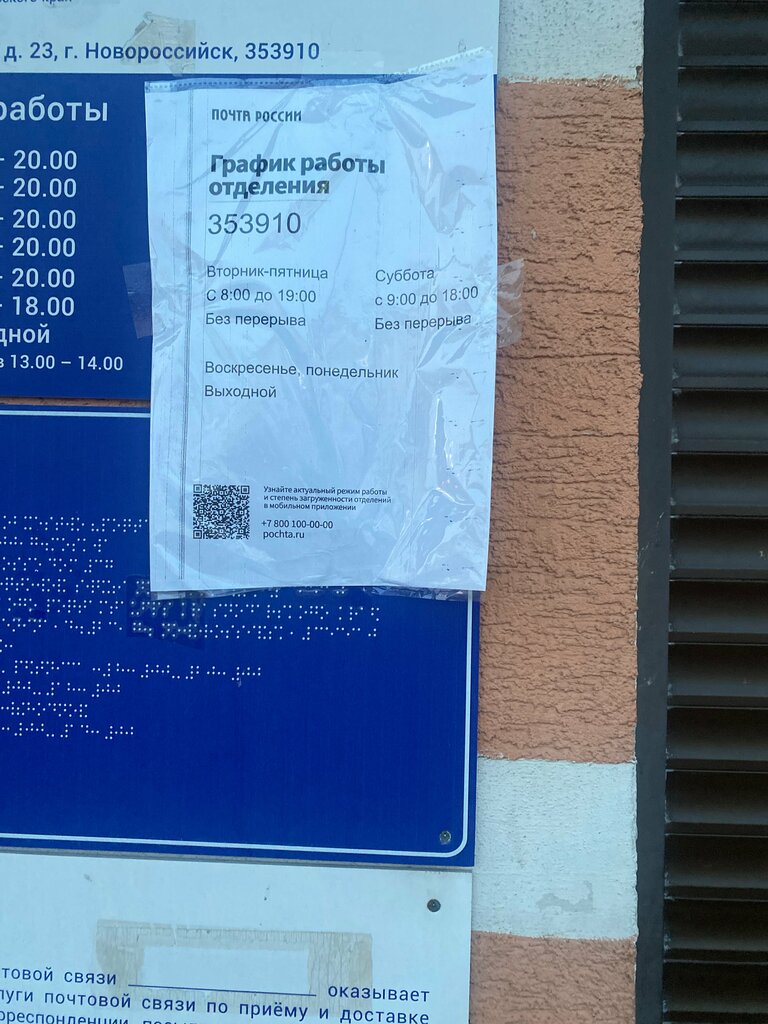 д. 23, г. Новороссийск, 353910
работы
- 20.00
- 20.00
- 20.00
- 20.00
- 20.00
- 18.00
13.00 – 14.00
ПОЧТА РОССИИ
График работы
отделения
353910
Вторник-пятница
С 8:00 до 19:00
Без перерыва
Суббота
с 9:00 до 18:00
Без перерыва
Воскресенье, понедельник
Выходной
Узнайте актуальный режим работы
и степень загруженности отделений
в мобильном приложении
+7 800 100-00-00
pochta.ru
товой связи ____________ оказывает
луги почтовой связи по приёму и доставке